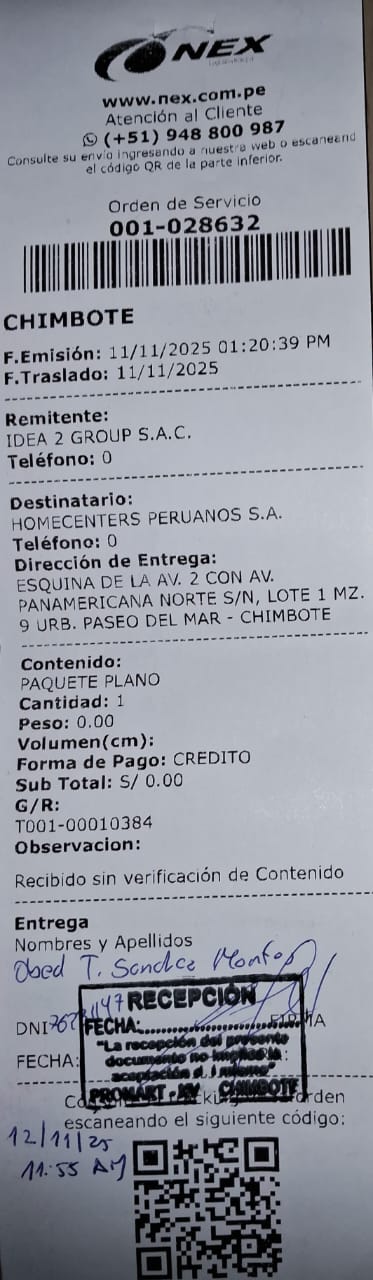 NEX
www.nex.com.pe
Atención al Cliente
(+51) 948 800 987
Consulte su envío ingresando a nuestra web o escaneand
el código QR de la parte inferior.
Orden de Servicio
001-028632
CHIMBOTE
F.Emisión: 11/11/2025 01:20:39 PM
F.Traslado: 11/11/2025
Remitente:
IDEA 2 GROUP S.A.C.
Teléfono: 0
Destinatario:
HOMECENTERS PERUANOS S.A.
Teléfono: 0
Dirección de Entrega:
ESQUINA DE LA AV. 2 CON AV.
PANAMERICANA NORTE S/N, LOTE 1 MZ.
9 URB. PASEO DEL MAR - CHIMBOTE
Contenido:
PAQUETE PLANO
Cantidad: 1
Peso: 0.00
Volumen(cm):
Forma de Pago: CREDITO
Sub Total: S/ 0.00
G/R:
T001-00010384
Observacion:
Recibido sin verificación de Contenido
Entrega
Nombres y Apellidos
Obed T. Sandez
RECEPCIÓN
DNI
FECHA:
"La recepción del presente
FECHA:
documento no implica la
aceptación
PROMART - CHIMBOTE
orden
escaneando el siguiente código:
12/11/25
11:55 AM